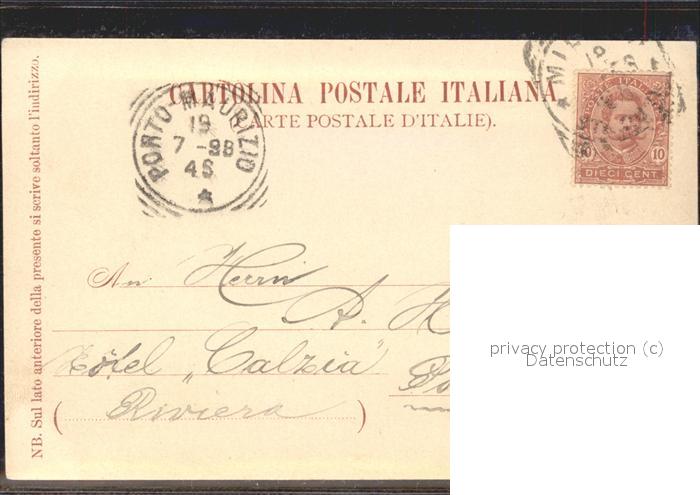 CARTOLINA POSTALE ITALIANA
(CARTE POSTALE D'ITALIE).
NB. Sul lato anteriore della presente si scrive soltanto l'indirizzo.
PORTO MAURIZIO
19
7 -98
4S
MIL
POSTE ITALIANE
10
DIECI CENT.
An Herrn
A. H
Hôtel „Calzia"
(Riviera)
privacy protection (c)
Datenschutz